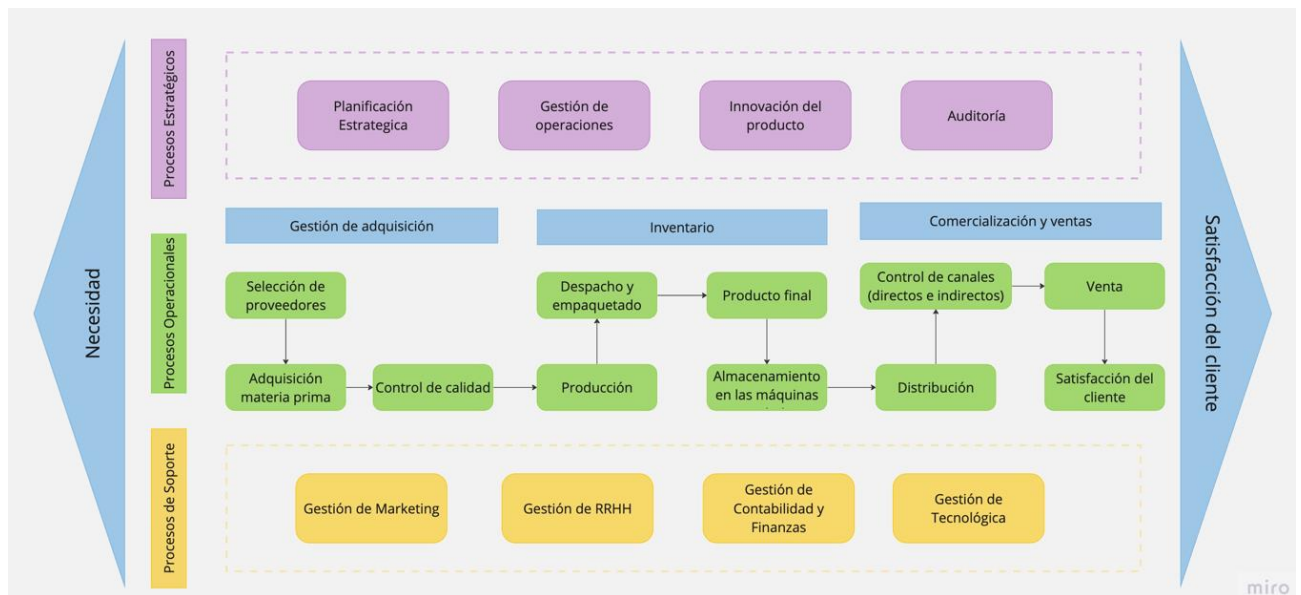 Necesidad
Procesos Estratégicos
Planificación
Estrategica
Gestión de
operaciones
Innovación del
producto
Auditoría
Procesos Operacionales
Gestión de adquisición
Inventario
Comercialización y ventas
Selección de
proveedores
Despacho y
empaquetado
Producto final
Control de canales
(directos e indirectos)
Venta
Adquisición
materia prima
Control de calidad
Producción
Almacenamiento
en las máquinas
Distribución
Satisfacción del
cliente
Procesos de Soporte
Gestión de Marketing
Gestión de RRHH
Gestión de
Contabilidad y
Finanzas
Gestión de
Tecnológica
Satisfacción del cliente
miro